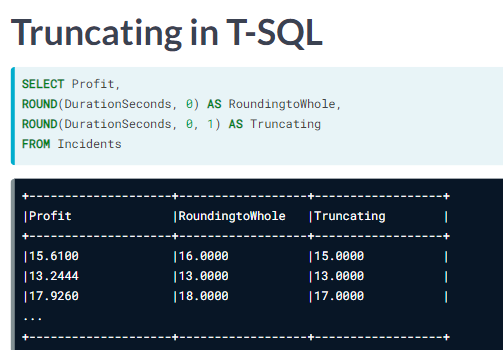 Truncating in T-SQL
SELECT Profit,
ROUND(DurationSeconds, 0) AS RoundingtoWhole,
ROUND(DurationSeconds, 0, 1) AS Truncating
FROM Incidents
+-------------------+-----------------+-----------------+
|Profit |RoundingtoWhole |Truncating |
+-------------------+-----------------+-----------------+
|15.6100 |16.0000 |15.0000 |
|13.2444 |13.0000 |13.0000 |
|17.9260 |18.0000 |17.0000 |
...
+-------------------+-----------------+-----------------+